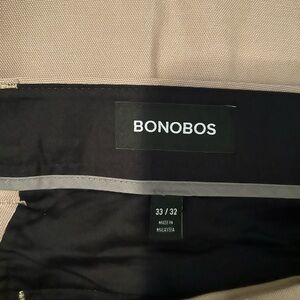 BONOBOS
33 / 32
MADE IN
MALAYSIA